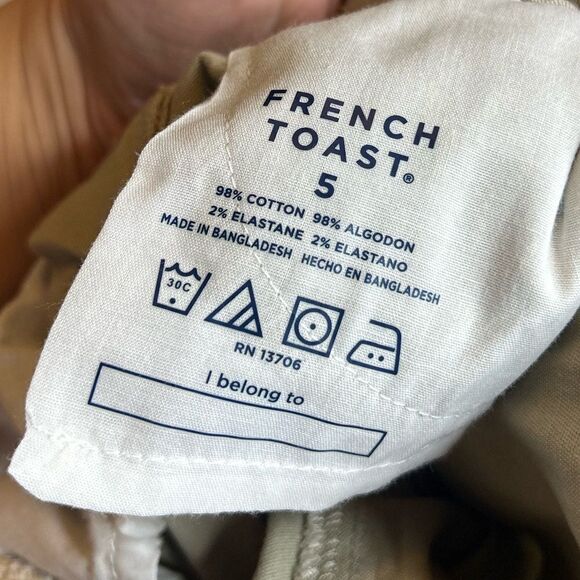 FRENCH
TOAST®
5
98% COTTON 98% ALGODON
2% ELASTANE 2% ELASTANO
MADE IN BANGLADESH HECHO EN BANGLADESH
30C
RN 13706
I belong to